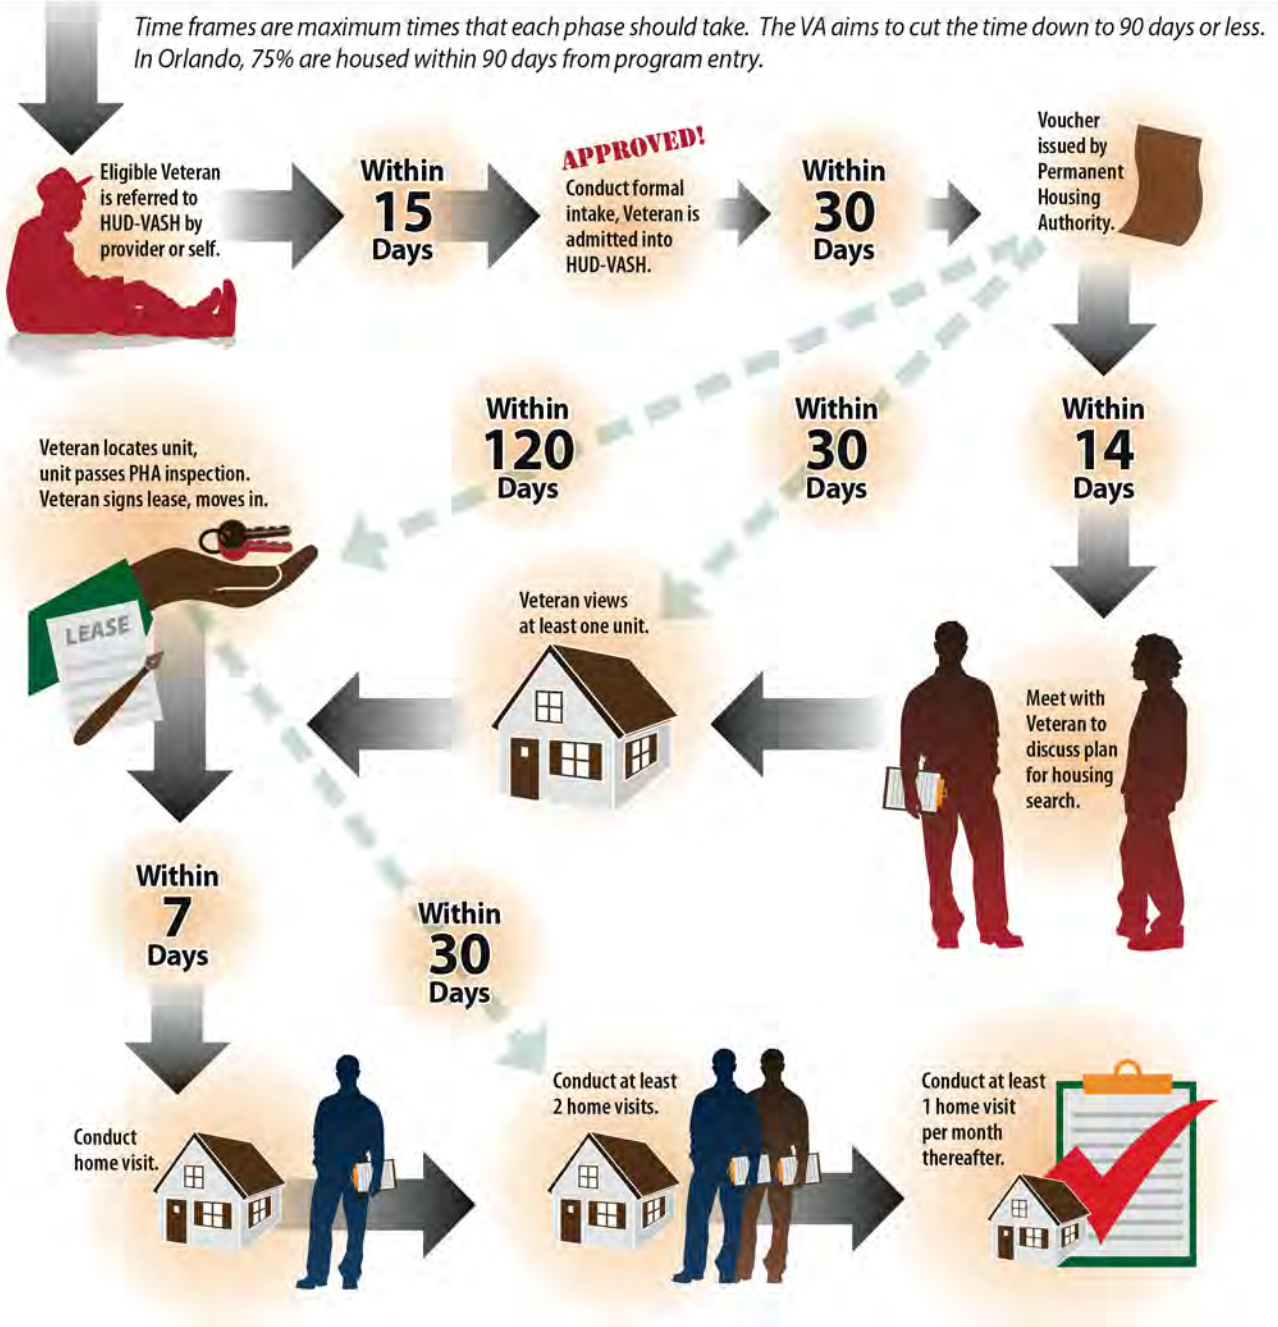 Time frames are maximum times that each phase should take. The VA aims to cut the time down to 90 days or less.
In Orlando, 75% are housed within 90 days from program entry.
Eligible Veteran
is referred to
HUD-VASH by
provider or self.
Within
15
Days
APPROVED!
Conduct formal
intake, Veteran is
admitted into
HUD-VASH.
Within
30
Days
Voucher
issued by
Permanent
Housing
Authority.
Within
14
Days
Meet with
Veteran to
discuss plan
for housing
search.
Within
30
Days
Veteran views
at least one unit.
Within
120
Days
Veteran locates unit,
unit passes PHA inspection.
Veteran signs lease, moves in.
LEASE
Within
7
Days
Conduct
home visit.
Within
30
Days
Conduct at least
2 home visits.
Conduct at least
1 home visit
per month
thereafter.